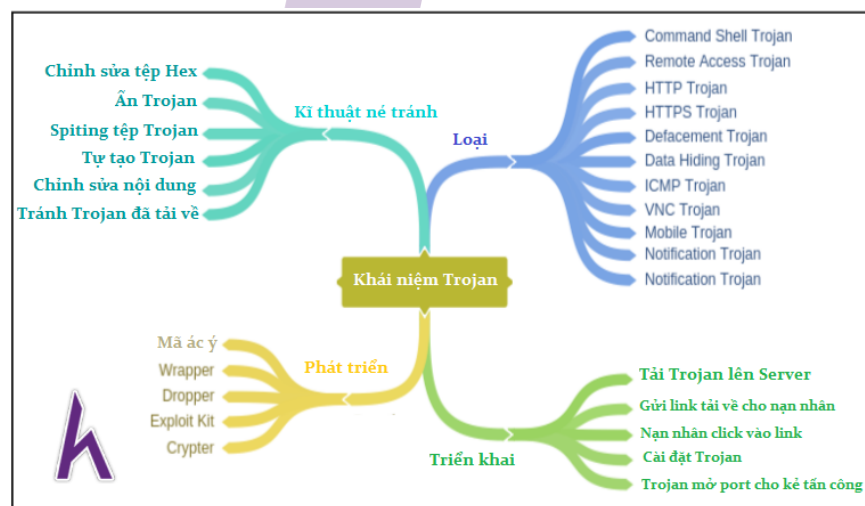 Chỉnh sửa tệp Hex
Ẩn Trojan
Spiting tệp Trojan
Tự tạo Trojan
Chỉnh sửa nội dung
Tránh Trojan đã tải về
Kĩ thuật né tránh
Loại
Command Shell Trojan
Remote Access Trojan
HTTP Trojan
HTTPS Trojan
Defacement Trojan
Data Hiding Trojan
ICMP Trojan
VNC Trojan
Mobile Trojan
Notification Trojan
Notification Trojan
Khái niệm Trojan
Mã ác ý
Wrapper
Dropper
Exploit Kit
Crypter
Phát triển
Triển khai
Tải Trojan lên Server
Gửi link tải về cho nạn nhân
Nạn nhân click vào link
Cài đặt Trojan
Trojan mở port cho kẻ tấn công